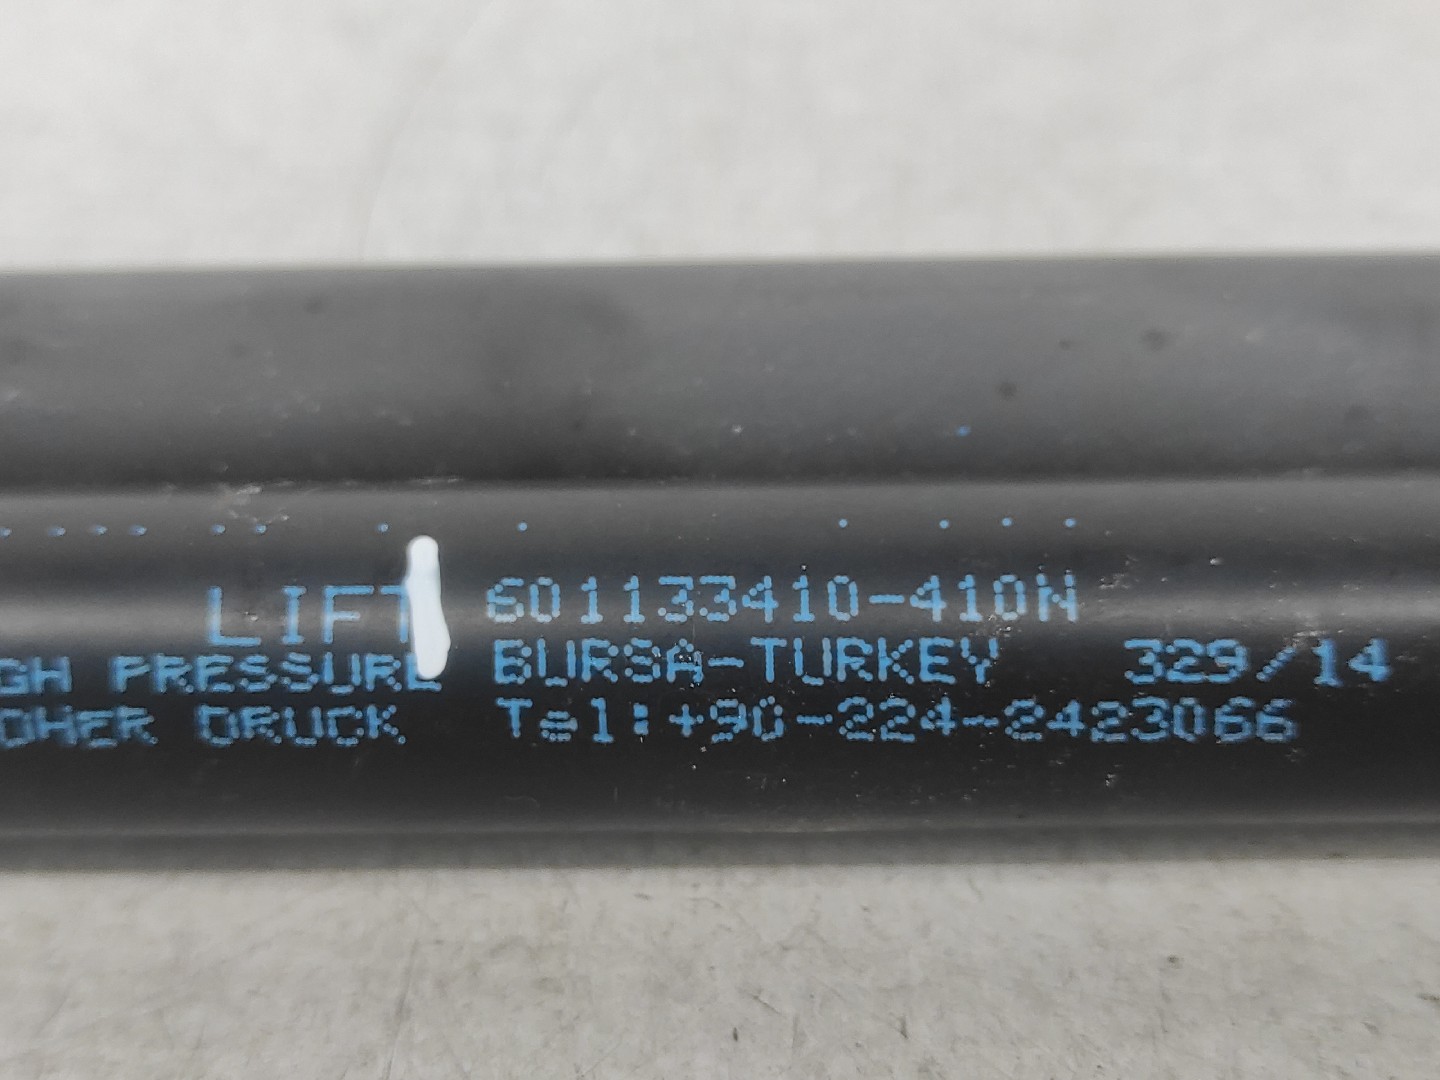 LIFT 601133410-410N
GH PRESSURE BURSA-TURKEY 329/14
OHER DRUCK Tel:+90-224-2423066